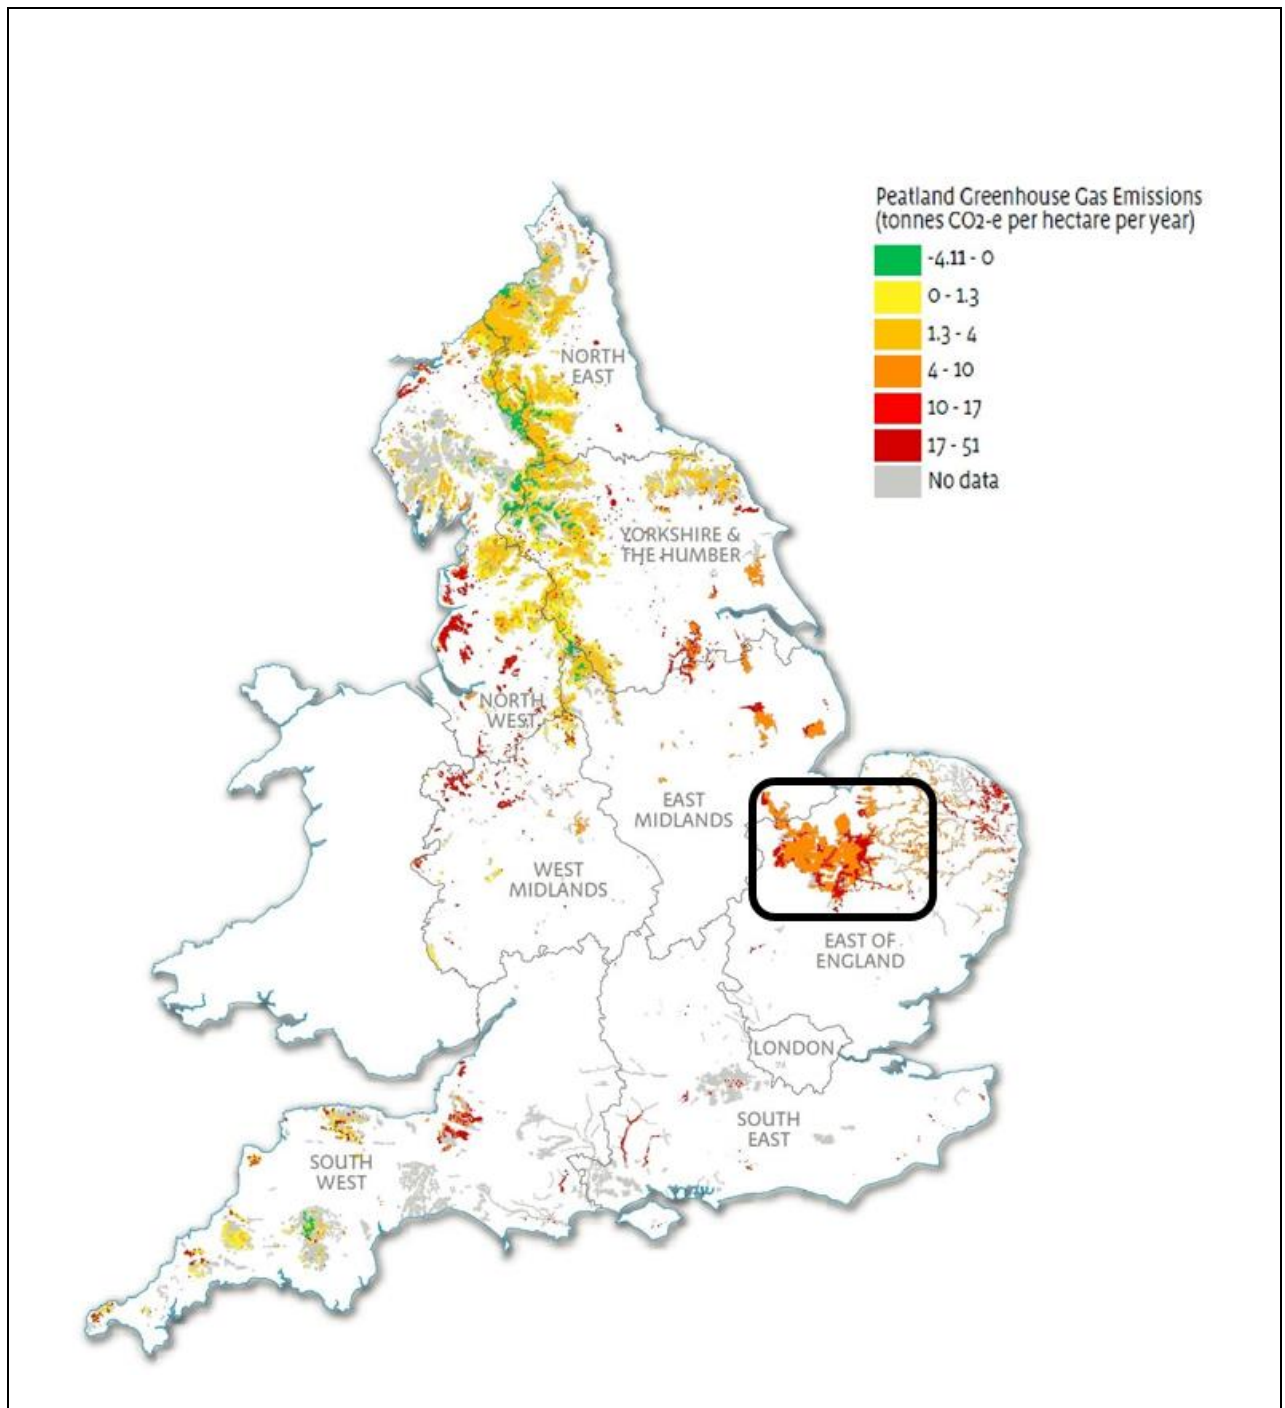 Peatland Greenhouse Gas Emissions
(tonnes CO2-e per hectare per year)
-4.11 - 0
0 - 1.3
1.3 - 4
4 - 10
10 - 17
17 - 51
No data
NORTH
EAST
YORKSHIRE &
THE HUMBER
NORTH
WEST
EAST
MIDLANDS
WEST
MIDLANDS
EAST OF
ENGLAND
LONDON
SOUTH
EAST
SOUTH
WEST